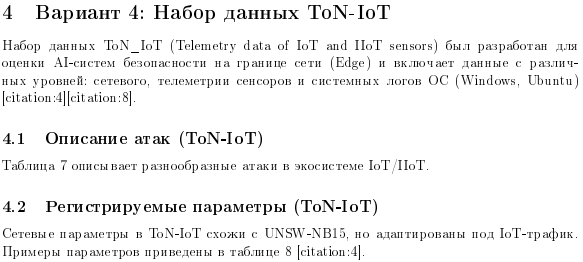 4 Вариант 4: Набор данных ToN-IoT
Набор данных ToN_IoT (Telemetry data of IoT and IIoT sensors) был разработан для
оценки AI-систем безопасности на границе сети (Edge) и включает данные с различ-
ных уровней: сетевого, телеметрии сенсоров и системных логов ОС (Windows, Ubuntu)
[citation:4][citation:8].
4.1 Описание атак (ToN-IoT)
Таблица 7 описывает разнообразные атаки в экосистеме IoT/IIoT.
4.2 Регистрируемые параметры (ToN-IoT)
Сетевые параметры в ToN-IoT схожи с UNSW-NB15, но адаптированы под IoT-трафик.
Примеры параметров приведены в таблице 8 [citation:4].